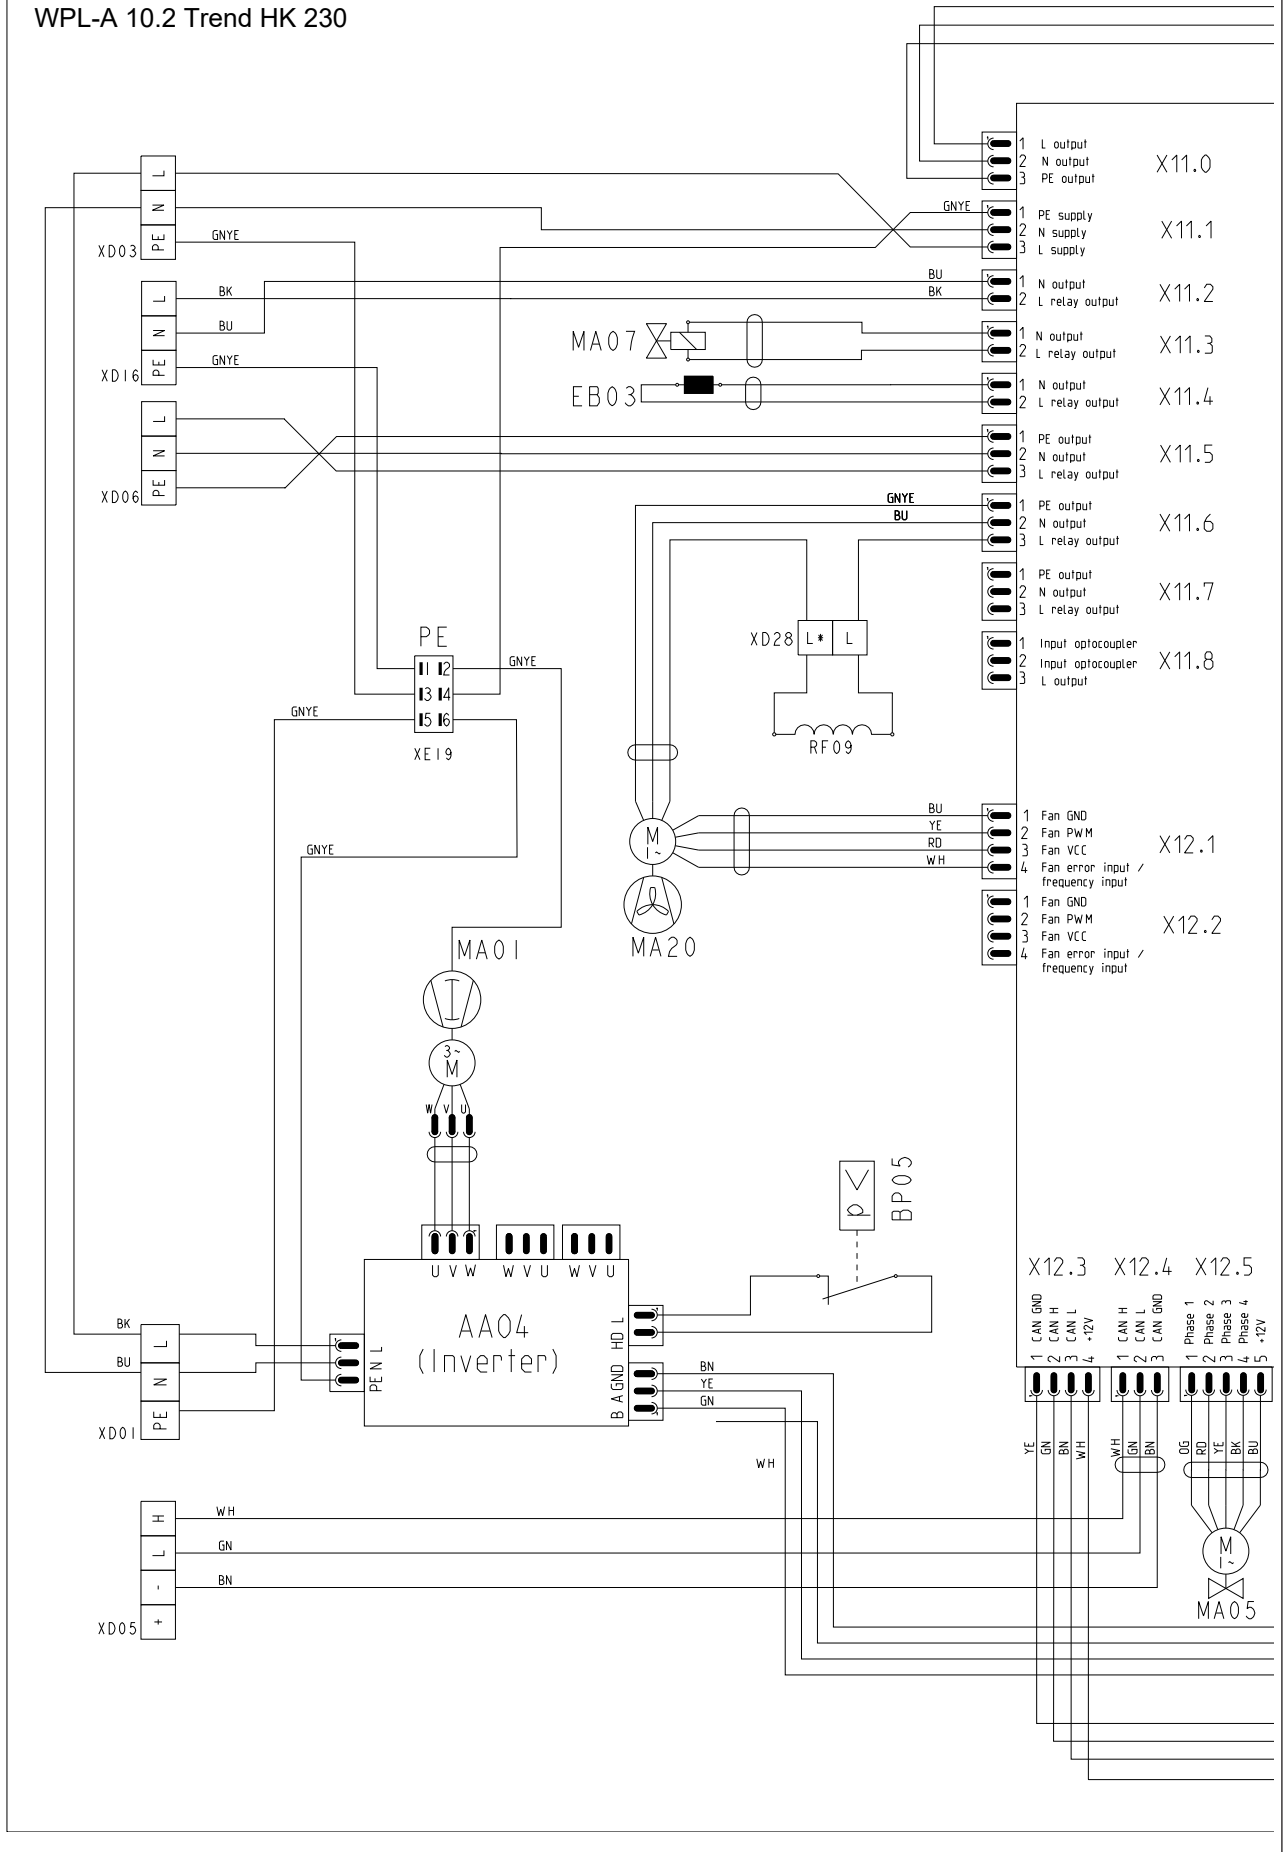 WPL-A 10.2 Trend HK 230
1 L output
2 N output
3 PE output
X11.0
L
N
PE
XD03
GNYE
GNYE
1 PE supply
2 N supply
3 L supply
X11.1
L
N
PE
XD16
BK
BU
GNYE
BU
BK
1 N output
2 L relay output
X11.2
MA07
1 N output
2 L relay output
X11.3
EB03
1 N output
2 L relay output
X11.4
L
N
PE
XD06
1 PE output
2 N output
3 L relay output
X11.5
GNYE
BU
1 PE output
2 N output
3 L relay output
X11.6
1 PE output
2 N output
3 L relay output
X11.7
XD28 L* L
1 Input optocoupler
2 Input optocoupler
3 L output
X11.8
PE
1 2
3 4
5 6
XE19
GNYE
GNYE
GNYE
RF09
M
1~
MA20
BU
YE
RD
WH
1 Fan GND
2 Fan PWM
3 Fan VCC
4 Fan error input /
frequency input
X12.1
1 Fan GND
2 Fan PWM
3 Fan VCC
4 Fan error input /
frequency input
X12.2
MA01
3~
M
W V U
U V W
W V U
W V U
AA04
(Inverter)
PE N L
HD L
B A GND
p
BP05
BK
BU
L
N
PE
XD01
BN
YE
GN
WH
X12.3 X12.4 X12.5
1 CAN GND
2 CAN H
3 CAN L
4 +12V
1 CAN H
2 CAN L
3 CAN GND
1 Phase 1
2 Phase 2
3 Phase 3
4 Phase 4
5 +12V
YE
GN
BN
WH
WH
GN
BN
OG
RD
YE
BK
BU
H
L
-
+
XD05
WH
GN
BN
M
1~
MA05